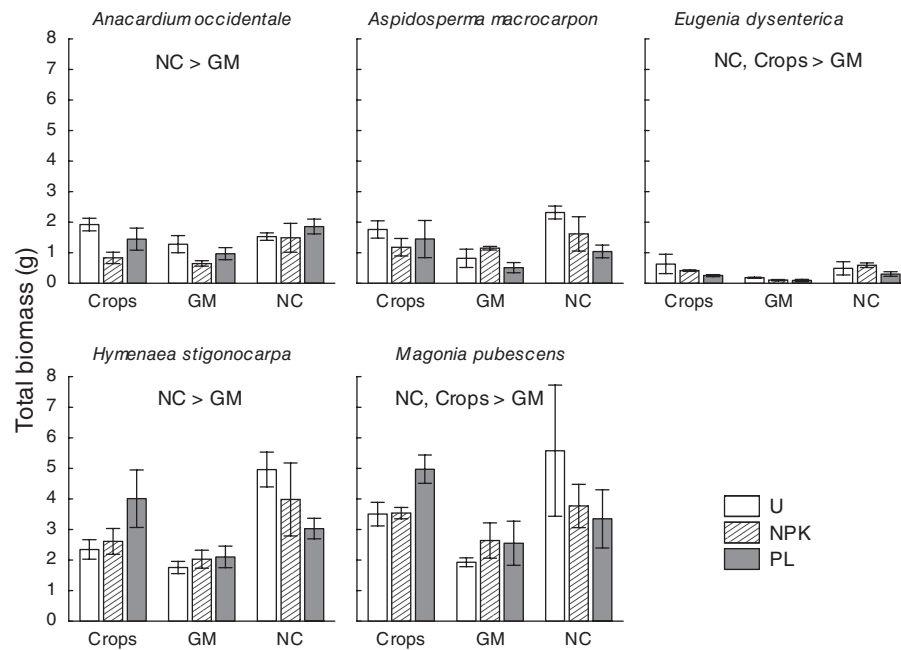 Anacardium occidentale
Aspidosperma macrocarpon
Eugenia dysenterica
NC > GM
NC, Crops > GM
8
7
6
5
4
3
2
1
0
Crops GM NC
Crops GM NC
Crops GM NC
Total biomass (g)
Hymenaea stigonocarpa
Magonia pubescens
NC > GM
NC, Crops > GM
8
7
6
5
4
3
2
1
0
Crops GM NC
Crops GM NC
U
NPK
PL